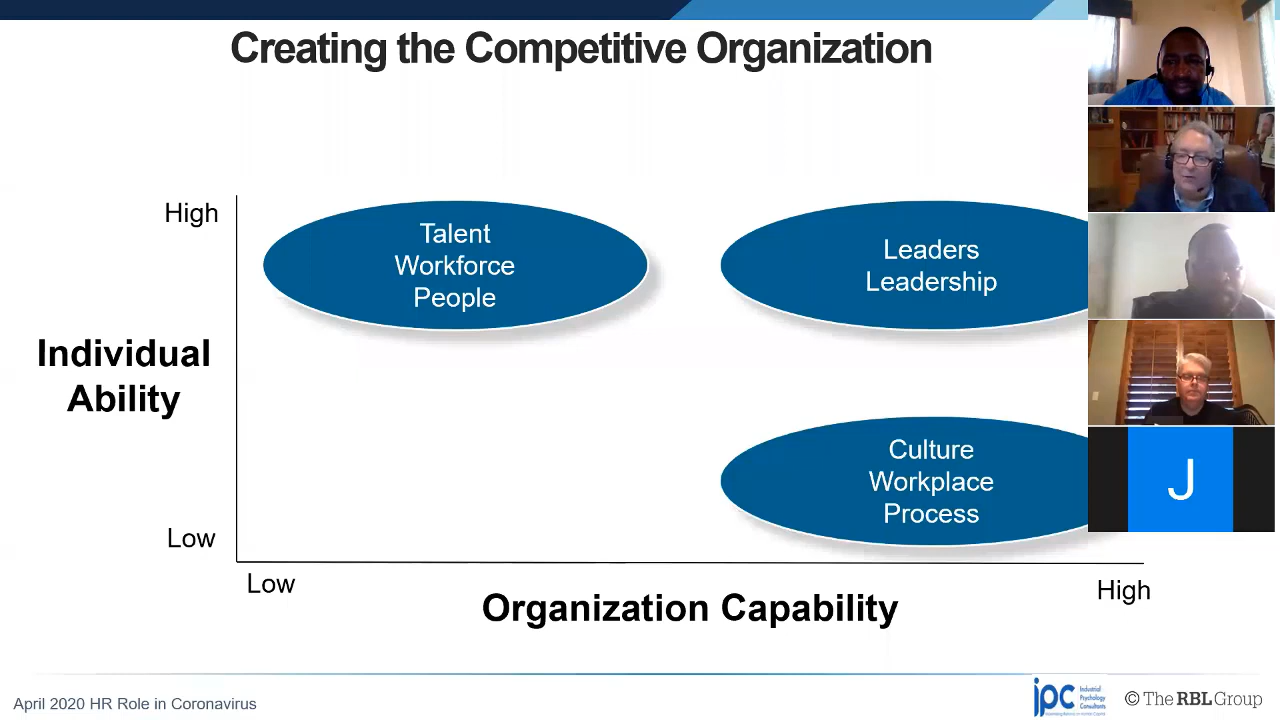 Creating the Competitive Organization
High
Talent
Workforce
People
Leaders
Leadership
Individual
Ability
Culture
Workplace
Process
J
Low
Low
High
Organization Capability
April 2020 HR Role in Coronavirus
ipc
Industrial
Psychology
Consultants
© The RBL Group